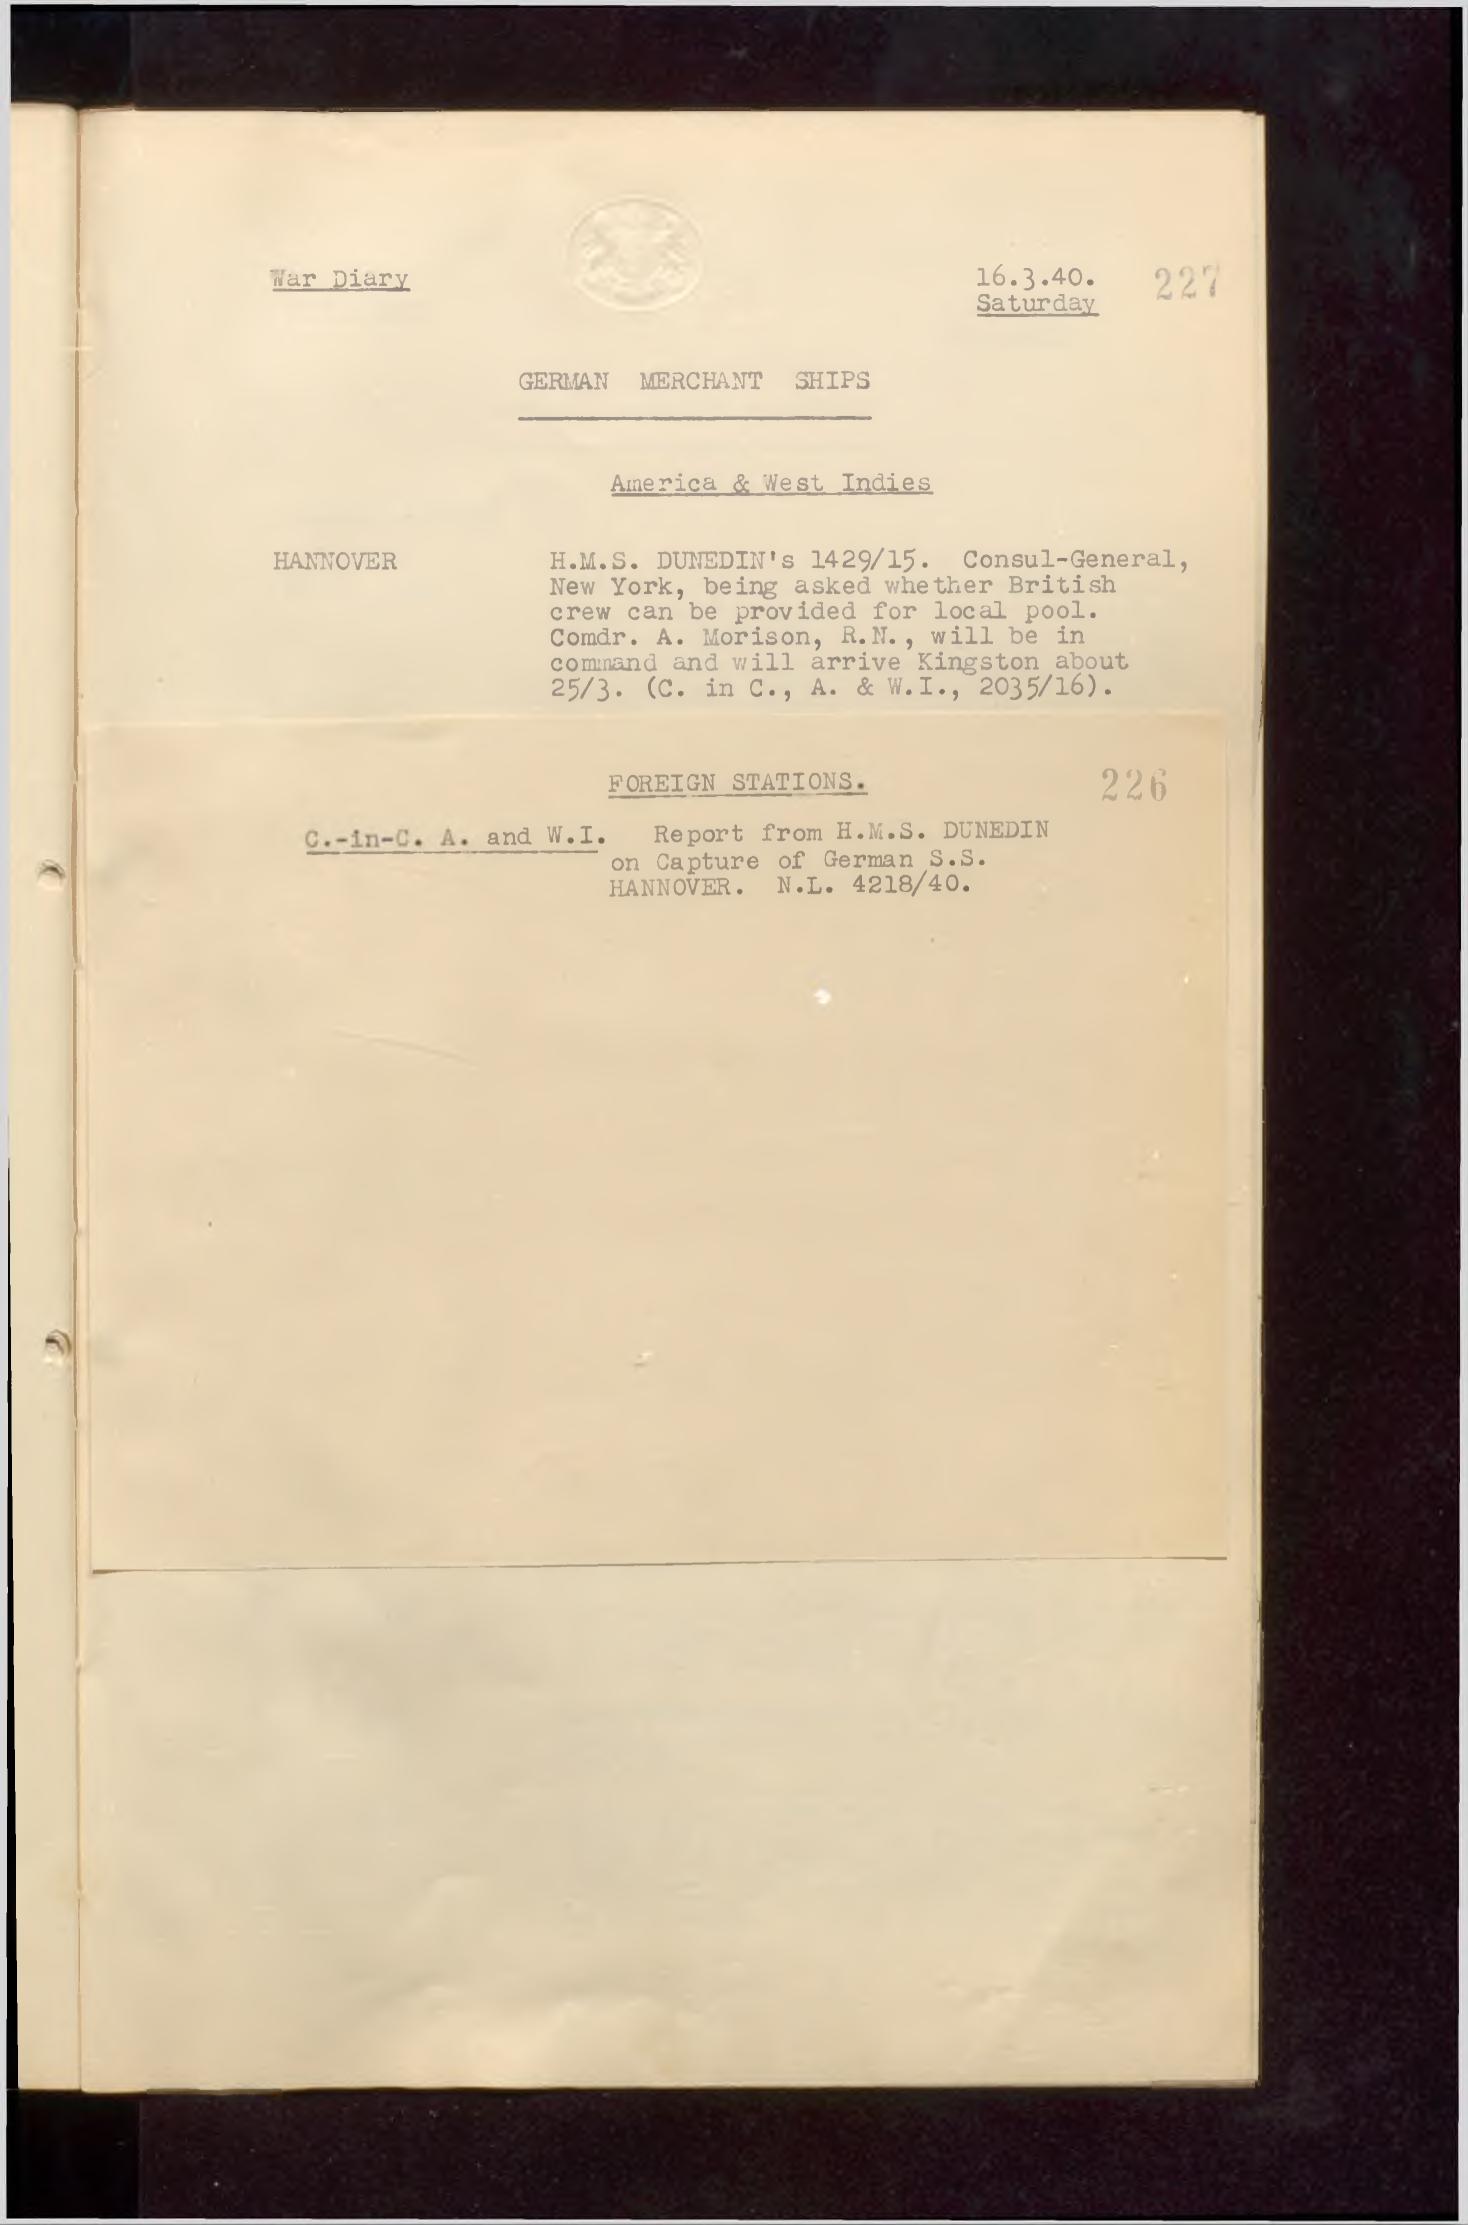 War Diary
16.3.40.
227
Saturday
GERMAN MERCHANT SHIPS
America & West Indies
HANNOVER
H.M.S. DUNEDIN's 1429/15. Consul-General,
New York, being asked whether British
crew can be provided for local pool.
Comdr. A. Morison, R.N., will be in
command and will arrive Kingston about
25/3. (C. in C., A. & W.I., 2035/16).
FOREIGN STATIONS.
226
C.-in-C. A. and W.I. Report from H.M.S. DUNEDIN
on Capture of German S.S.
HANNOVER. N.L. 4218/40.